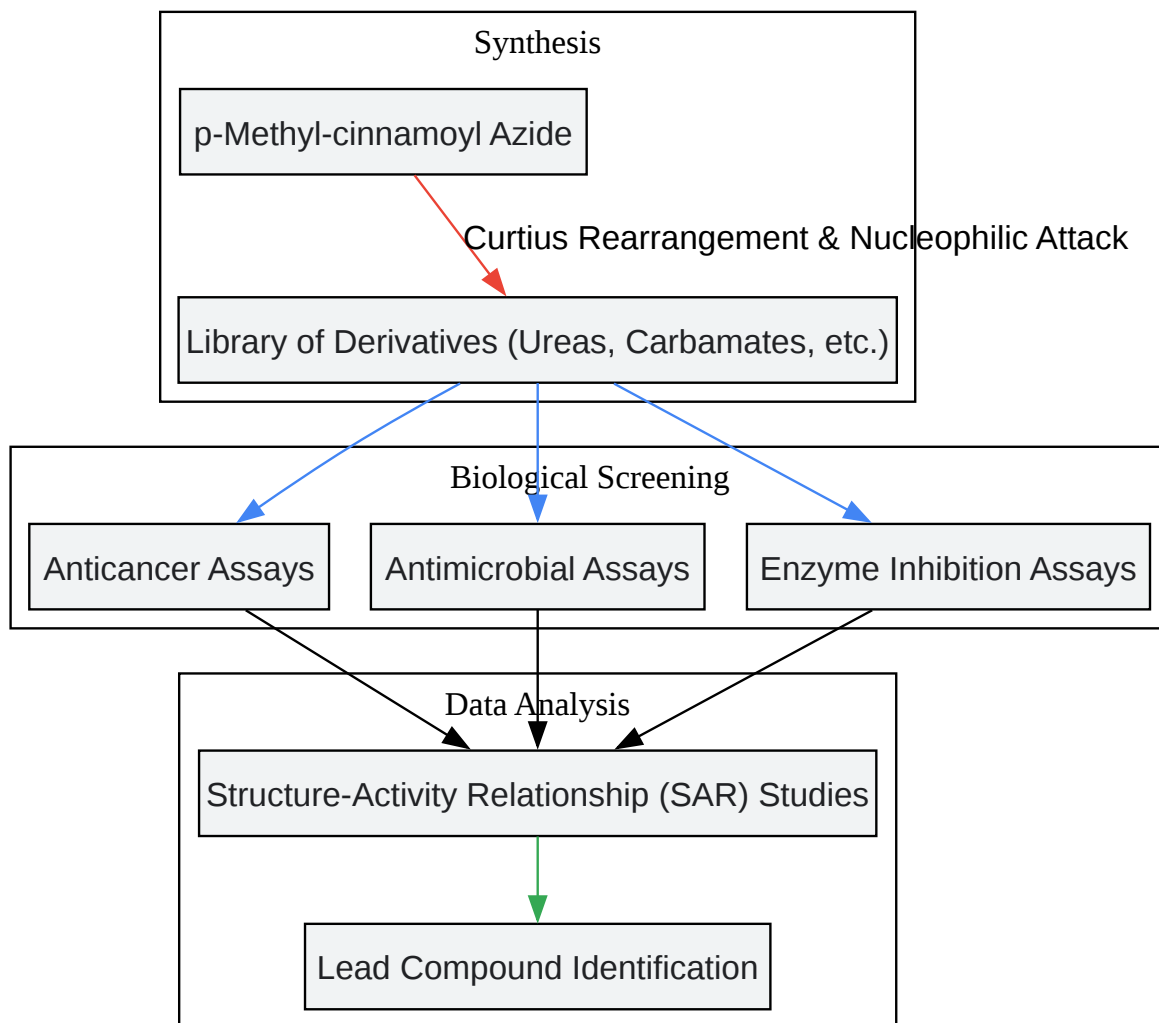 Synthesis
p-Methyl-cinnamoyl Azide
Curtius Rearrangement & Nucleophilic Attack
Library of Derivatives (Ureas, Carbamates, etc.)
Biological Screening
Anticancer Assays
Antimicrobial Assays
Enzyme Inhibition Assays
Data Analysis
Structure-Activity Relationship (SAR) Studies
Lead Compound Identification